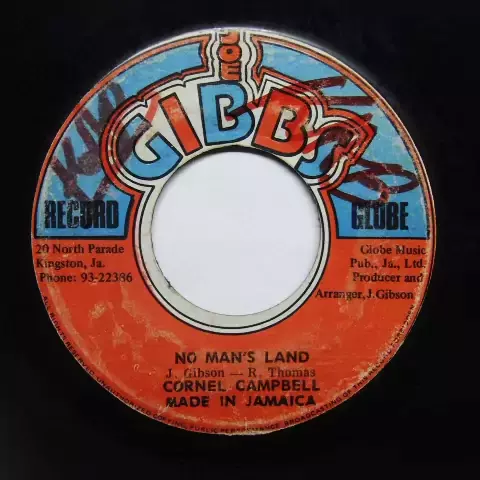 JOE
GIBBS
RECORD
GLOBE
20 North Parade
Kingston, Ja.
Phone: 93-22386
Globe Music
Pub., Ja., Ltd.
Producer and
Arranger, J. Gibson
NO MAN'S LAND
J. Gibson — R. Thomas
CORNEL CAMPBELL
MADE IN JAMAICA